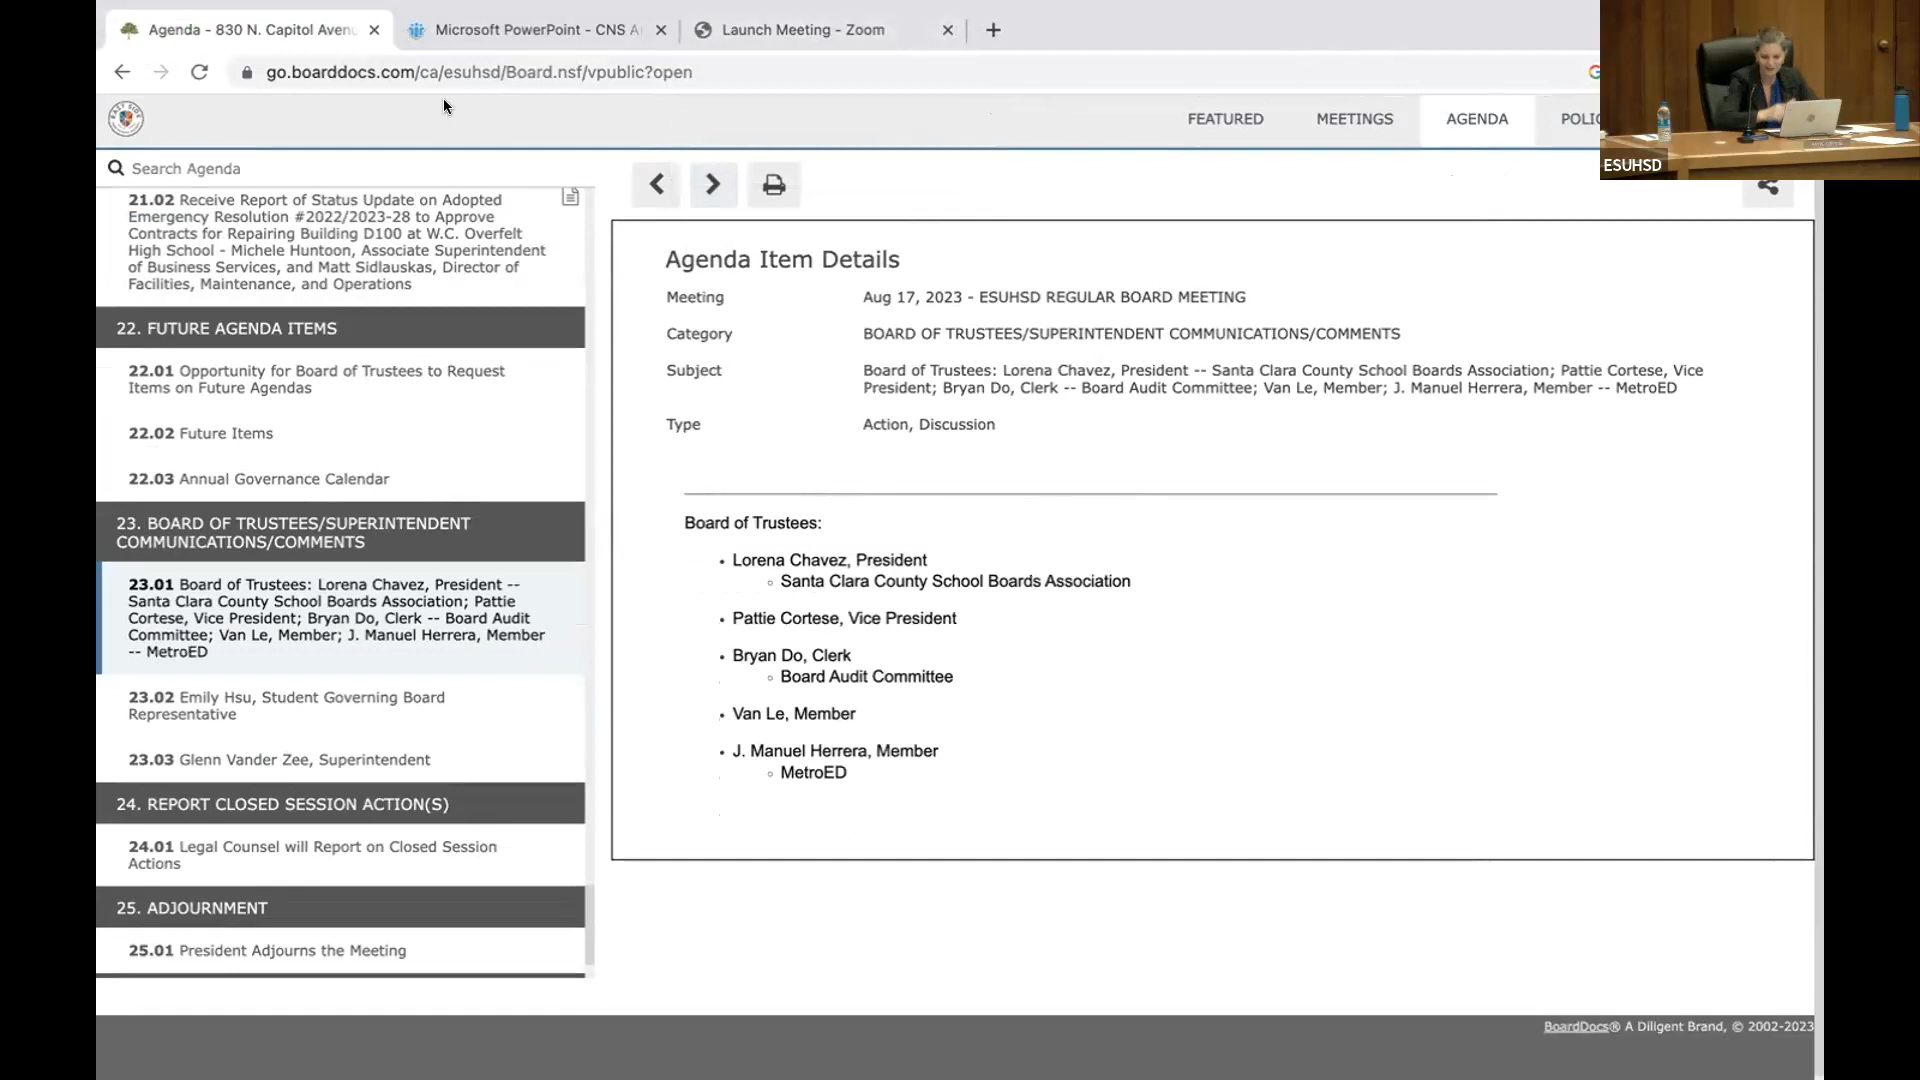 Agenda - 830 N. Capitol Aven
Microsoft PowerPoint - CNS A
Launch Meeting - Zoom
go.boarddocs.com/ca/esuhsd/Board.nsf/vpublic?open
FEATURED
MEETINGS
AGENDA
POLIC
ESUHSD
Search Agenda
21.02 Receive Report of Status Update on Adopted
Emergency Resolution #2022/2023-28 to Approve
Contracts for Repairing Building D100 at W.C. Overfelt
High School - Michele Huntoon, Associate Superintendent
of Business Services, and Matt Sidlauskas, Director of
Facilities, Maintenance, and Operations
22. FUTURE AGENDA ITEMS
22.01 Opportunity for Board of Trustees to Request
Items on Future Agendas
22.02 Future Items
22.03 Annual Governance Calendar
23. BOARD OF TRUSTEES/SUPERINTENDENT
COMMUNICATIONS/COMMENTS
23.01 Board of Trustees: Lorena Chavez, President --
Santa Clara County School Boards Association; Pattie
Cortese, Vice President; Bryan Do, Clerk -- Board Audit
Committee; Van Le, Member; J. Manuel Herrera, Member
-- MetroED
23.02 Emily Hsu, Student Governing Board
Representative
23.03 Glenn Vander Zee, Superintendent
24. REPORT CLOSED SESSION ACTION(S)
24.01 Legal Counsel will Report on Closed Session
Actions
25. ADJOURNMENT
25.01 President Adjourns the Meeting
Agenda Item Details
Meeting
Aug 17, 2023 - ESUHSD REGULAR BOARD MEETING
Category
BOARD OF TRUSTEES/SUPERINTENDENT COMMUNICATIONS/COMMENTS
Subject
Board of Trustees: Lorena Chavez, President -- Santa Clara County School Boards Association; Pattie Cortese, Vice
President; Bryan Do, Clerk -- Board Audit Committee; Van Le, Member; J. Manuel Herrera, Member -- MetroED
Type
Action, Discussion
Board of Trustees:
• Lorena Chavez, President
◦ Santa Clara County School Boards Association
• Pattie Cortese, Vice President
• Bryan Do, Clerk
◦ Board Audit Committee
• Van Le, Member
• J. Manuel Herrera, Member
◦ MetroED
BoardDocs® A Diligent Brand, © 2002-2023